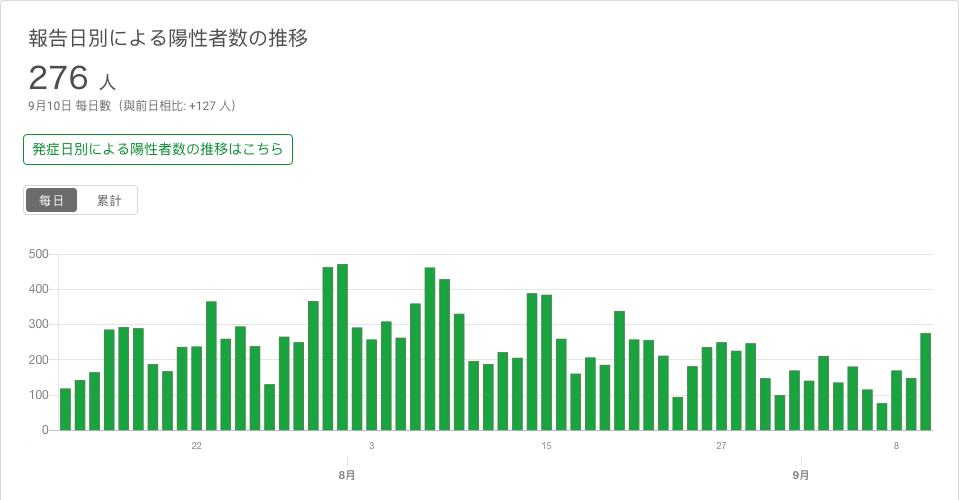 報告日別による陽性者数の推移
276 人
9月10日 每日數（與前日相比: +127 人）
発症日別による陽性者数の推移はこちら
每日 累計
500
400
300
200
100
0
22 3 15 27 8
8月 9月